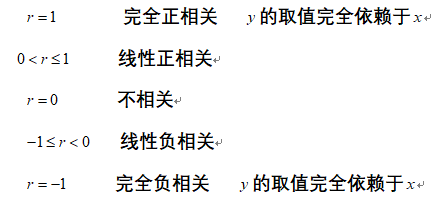 r = 1 完全正相关 y 的取值完全依赖于 x
0 < r ≤ 1 线性正相关↵
r = 0 不相关↵
−1 ≤ r < 0 线性负相关↵
r = −1 完全负相关 y 的取值完全依赖于 x